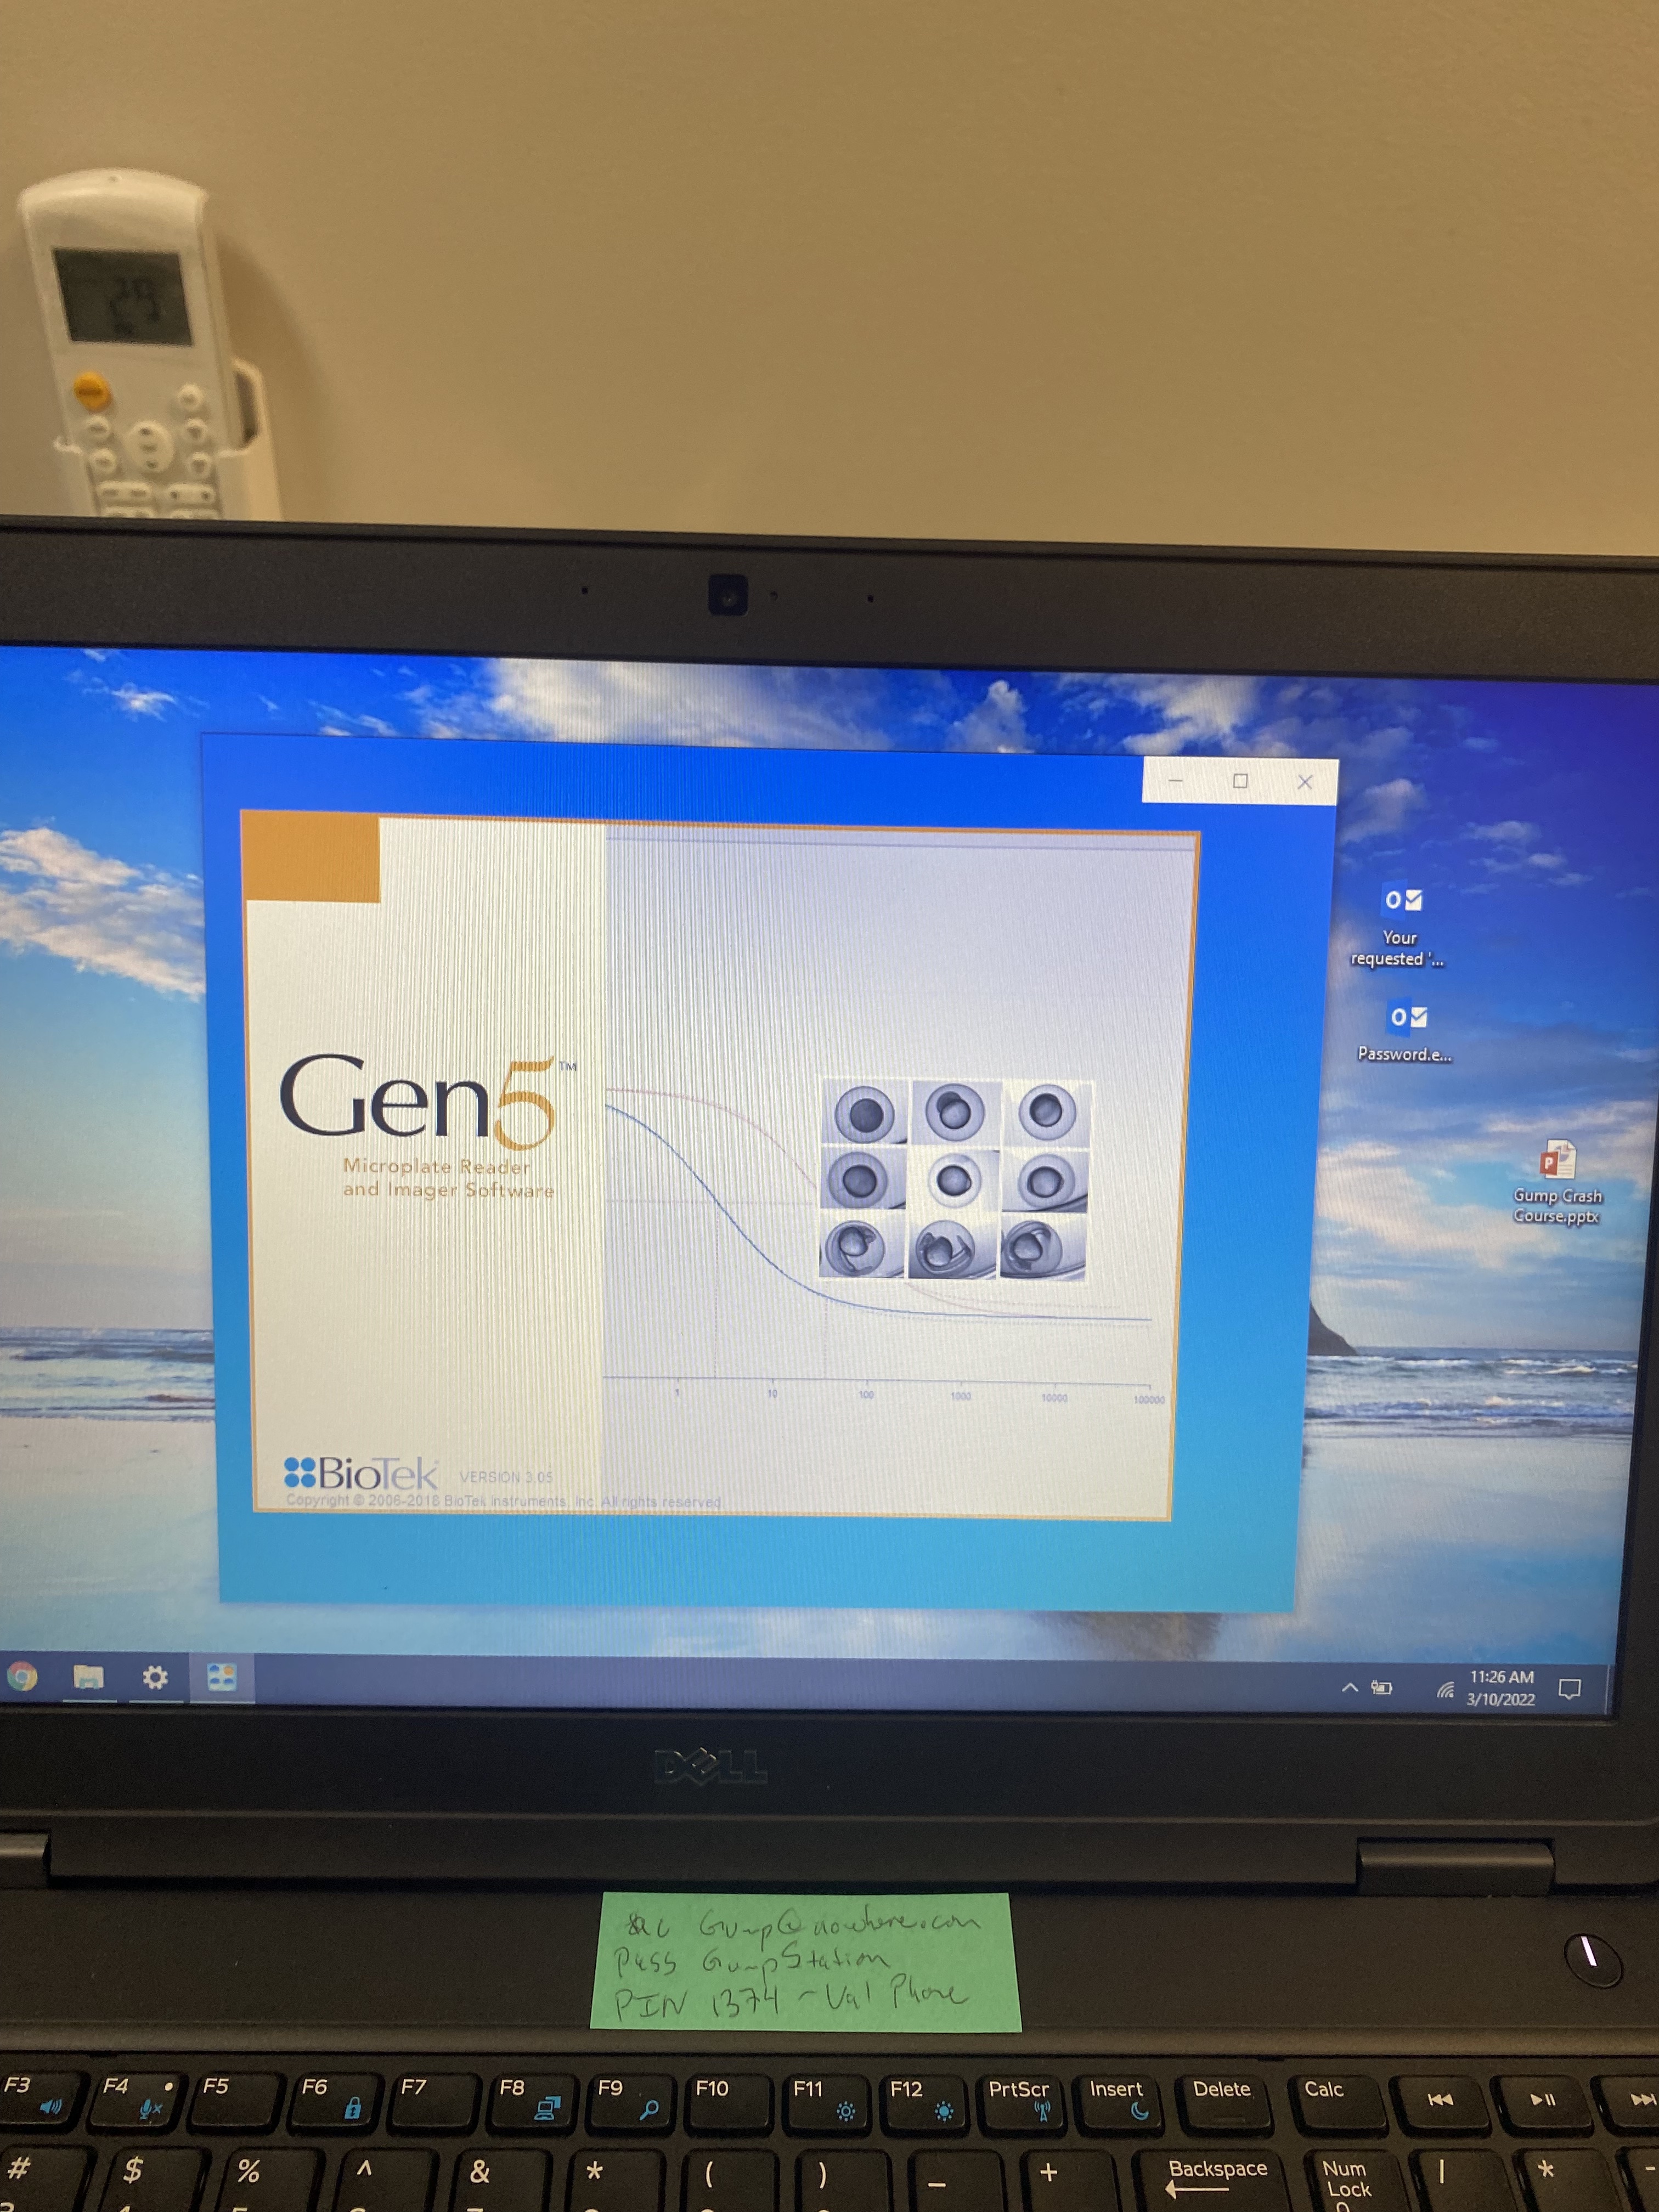 29
Gen5™
Microplate Reader
and Imager Software
1 10 100 1000 10000 100000
BioTek VERSION 3.05
Copyright © 2006-2018 BioTek Instruments, Inc. All rights reserved.
Your
requested '...
Password.e...
Gump Crash
Course.pptx
11:26 AM
3/10/2022
DELL
Gump@nowhere.com
Pass GumpStation
PIN 1374 - Val Phone
F3 F4 F5 F6 F7 F8 F9 F10 F11 F12 PrtScr Insert Delete Calc
# $ % ^ & * ( ) _ + Backspace Num
Lock